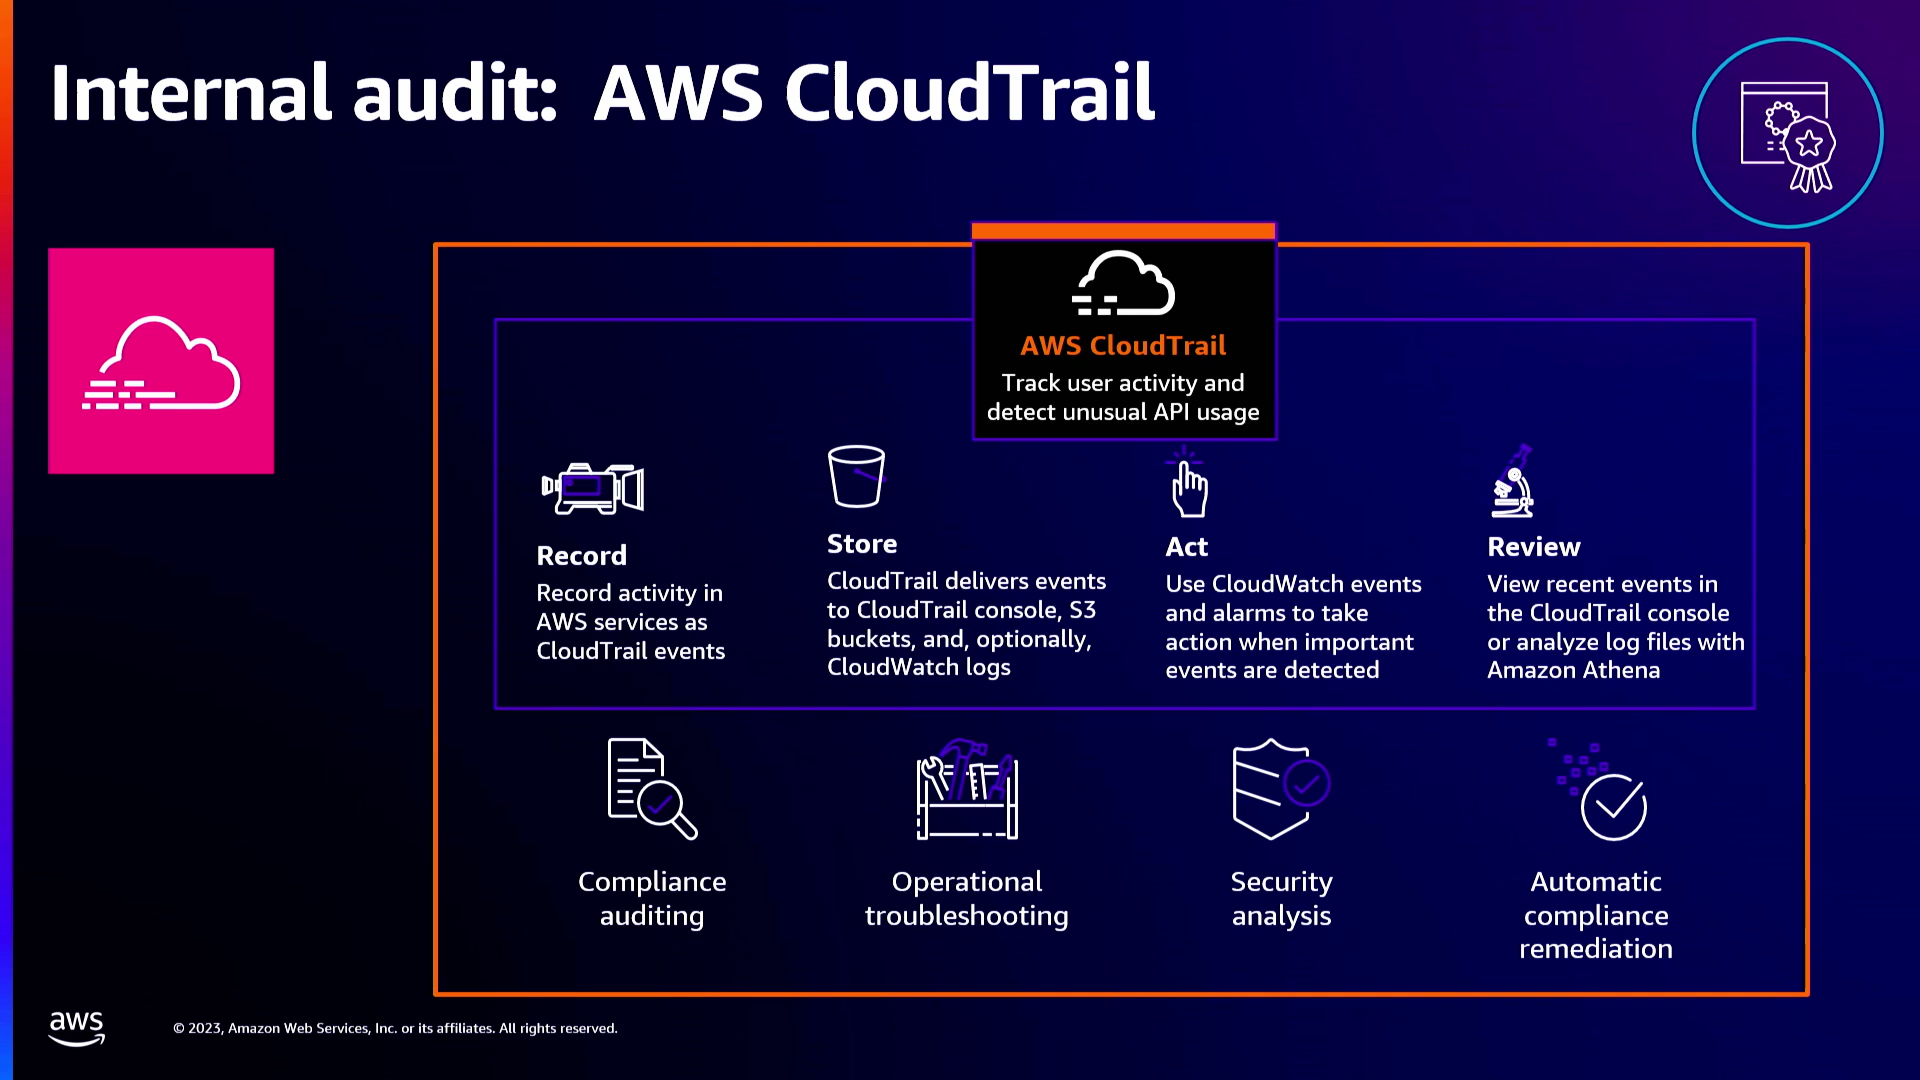 Internal audit: AWS CloudTrail
AWS CloudTrail
Track user activity and
detect unusual API usage
Record
Record activity in
AWS services as
CloudTrail events
Store
CloudTrail delivers events
to CloudTrail console, S3
buckets, and, optionally,
CloudWatch logs
Act
Use CloudWatch events
and alarms to take
action when important
events are detected
Review
View recent events in
the CloudTrail console
or analyze log files with
Amazon Athena
Compliance
auditing
Operational
troubleshooting
Security
analysis
Automatic
compliance
remediation
aws
© 2023, Amazon Web Services, Inc. or its affiliates. All rights reserved.